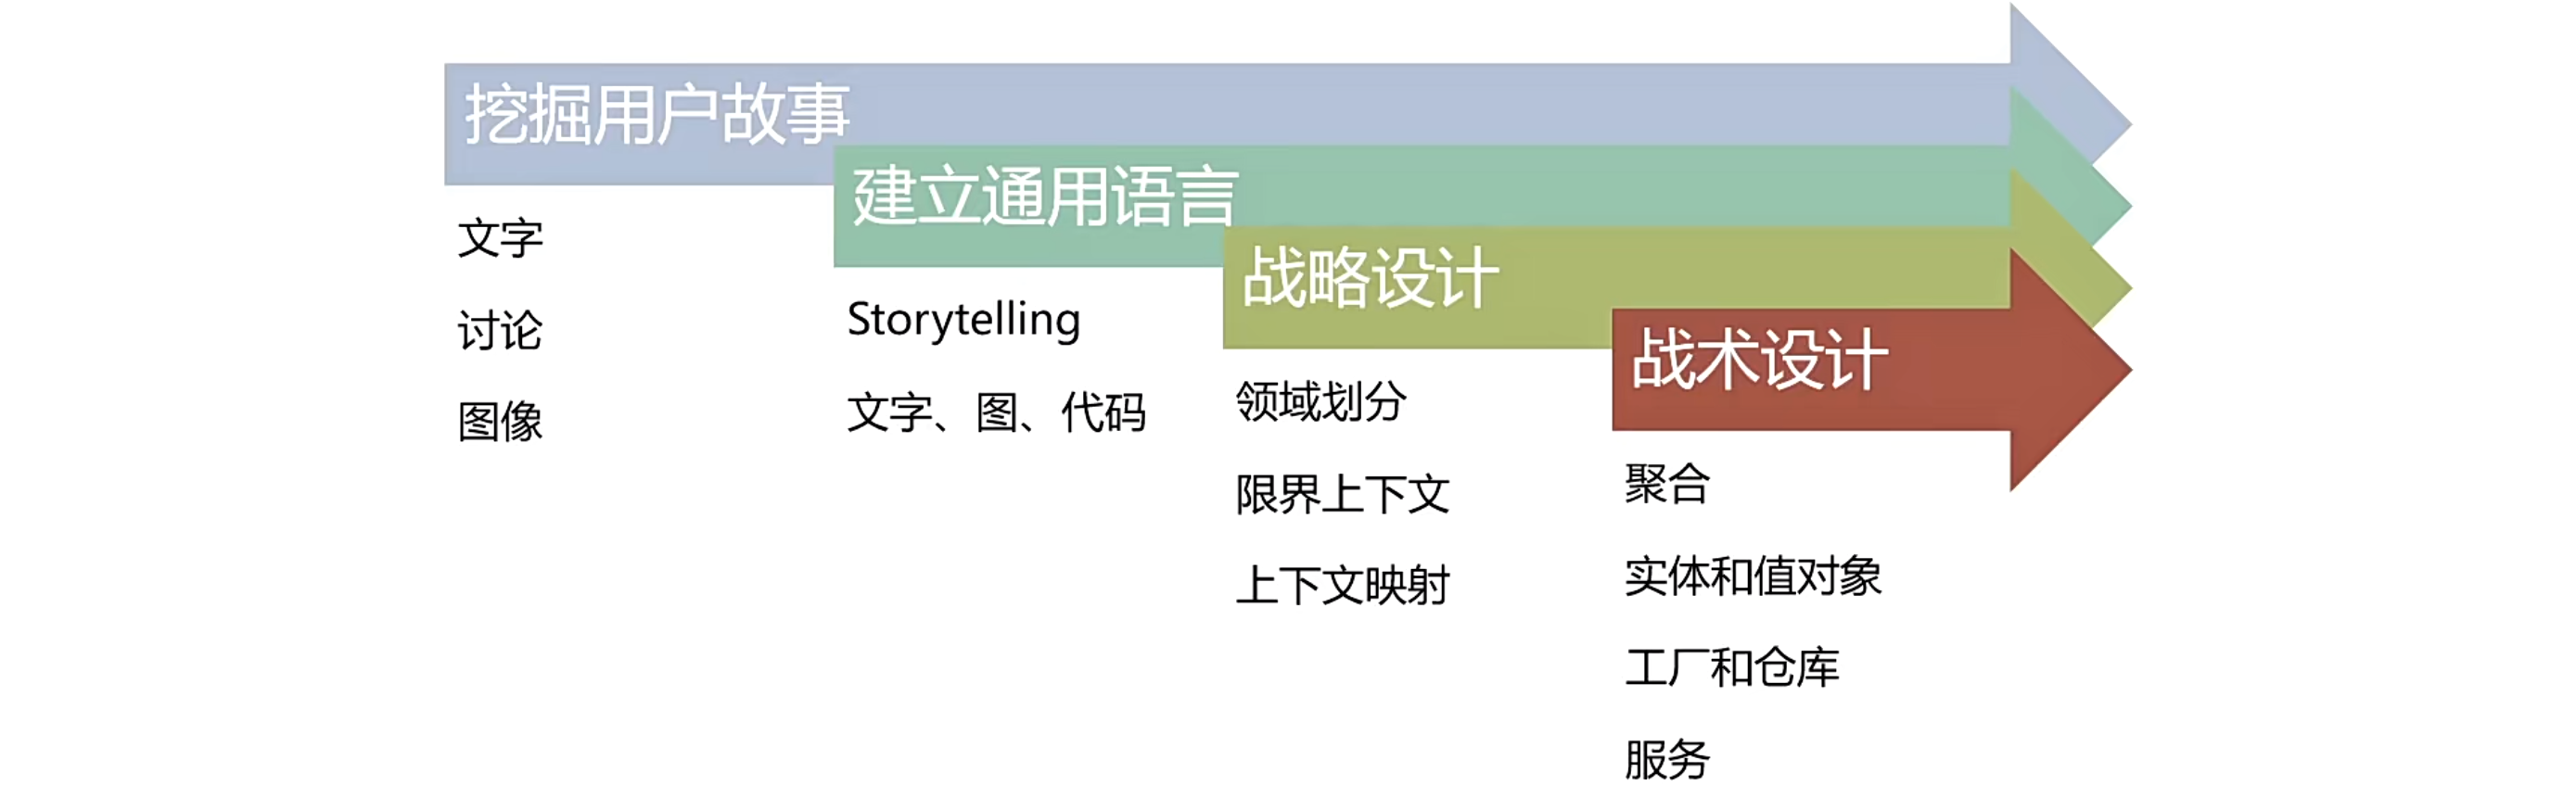 挖掘用户故事
文字
讨论
图像
建立通用语言
Storytelling
文字、图、代码
战略设计
领域划分
限界上下文
上下文映射
战术设计
聚合
实体和值对象
工厂和仓库
服务